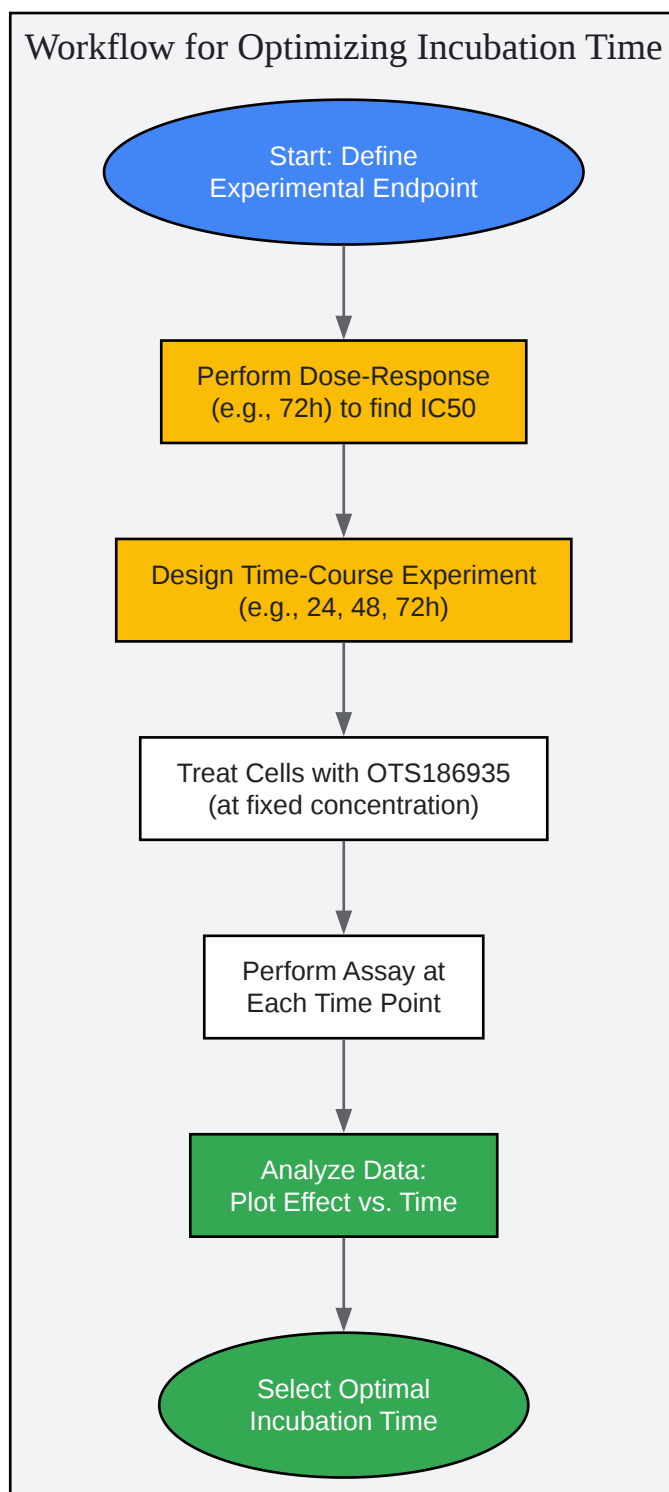 Workflow for Optimizing Incubation Time
Start: Define
Experimental Endpoint
Perform Dose-Response
(e.g., 72h) to find IC50
Design Time-Course Experiment
(e.g., 24, 48, 72h)
Treat Cells with OTS186935
(at fixed concentration)
Perform Assay at
Each Time Point
Analyze Data:
Plot Effect vs. Time
Select Optimal
Incubation Time